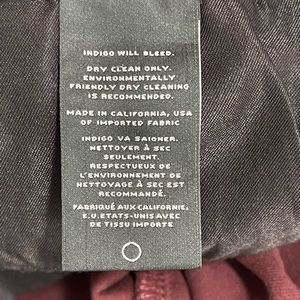 INDIGO WILL BLEED.
DRY CLEAN ONLY.
ENVIRONMENTALLY
FRIENDLY DRY CLEANING
IS RECOMMENDED.
MADE IN CALIFORNIA, USA
OF IMPORTED FABRIC
INDIGO VA SAIGNER.
NETTOYER À SEC
SEULEMENT.
RESPECTUEUX DE
L'ENVIRONNEMENT DE
NETTOYAGE À SEC EST
RECOMMANDÉ.
FABRIQUÉ AUX CALIFORNIE,
E.U.ETATS-UNIS AVEC
DE TISSU IMPORTE